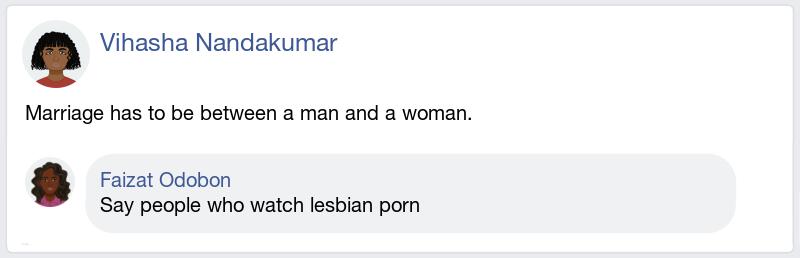 Vihasha Nandakumar
Marriage has to be between a man and a woman.
Faizat Odobon
Say people who watch lesbian porn